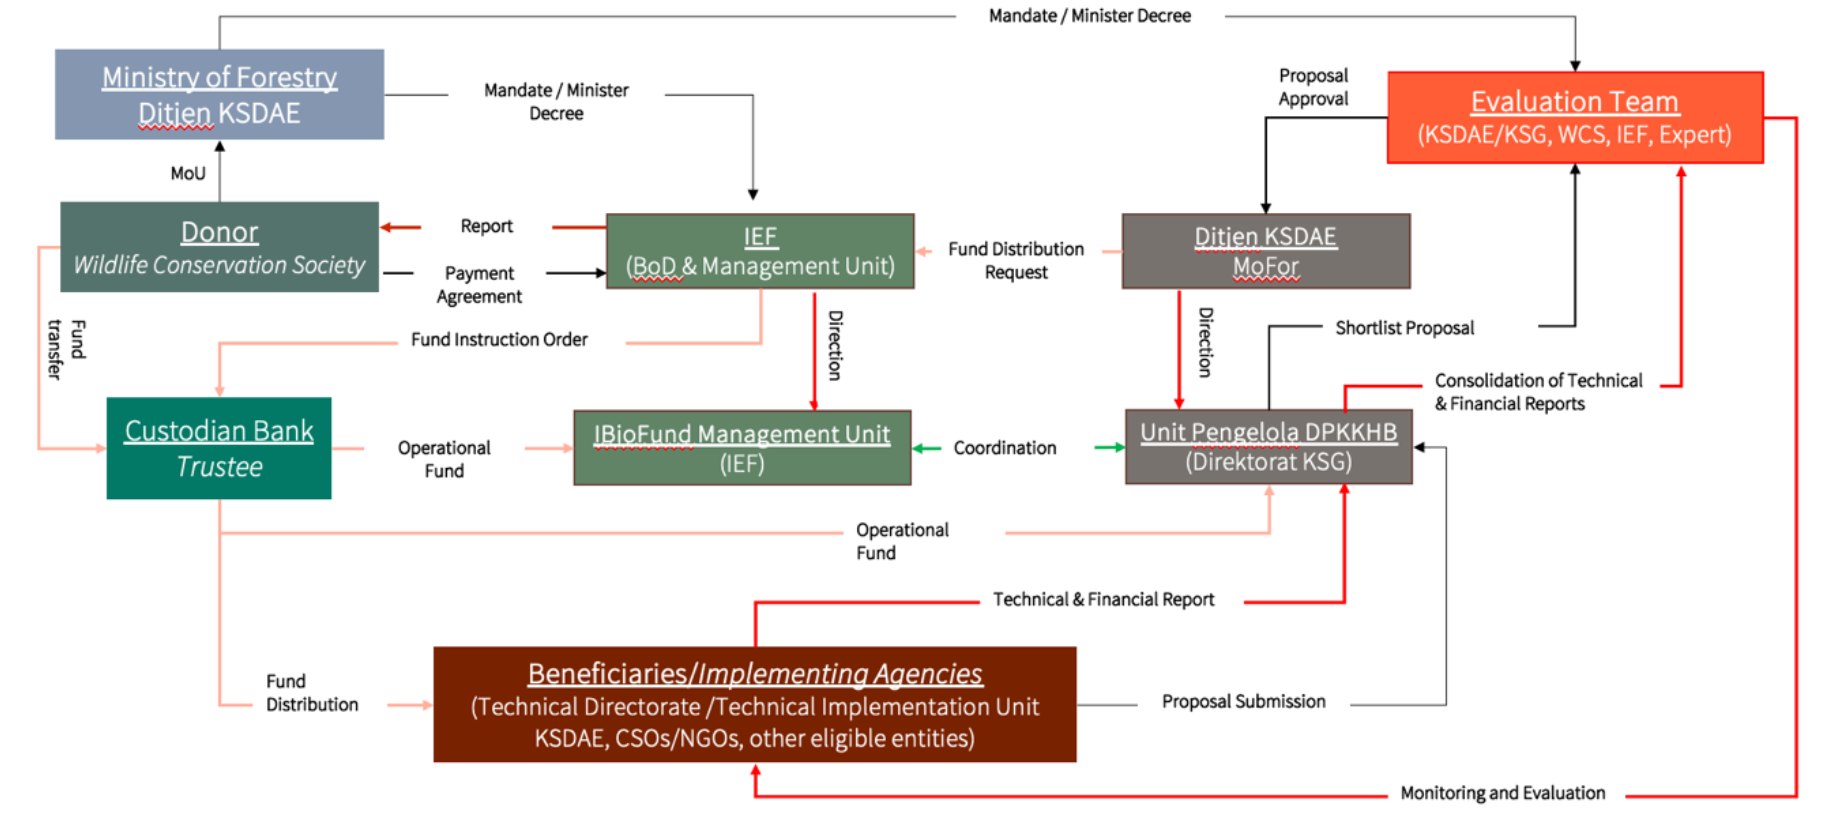 Mandate / Minister Decree
Ministry of Forestry
Ditjen KSDAE
Mandate / Minister
Decree
Proposal
Approval
Evaluation Team
(KSDAE/KSG, WCS, IEF, Expert)
MoU
Donor
Wildlife Conservation Society
Report
Payment
Agreement
IEF
(BoD & Management Unit)
Fund Distribution
Request
Ditjen KSDAE
MoFor
Fund
transfer
Fund Instruction Order
Direction
Direction
Shortlist Proposal
Consolidation of Technical
& Financial Reports
Custodian Bank
Trustee
Operational
Fund
IBioFund Management Unit
(IEF)
Coordination
Unit Pengelola DPKKHB
(Direktorat KSG)
Operational
Fund
Technical & Financial Report
Fund
Distribution
Beneficiaries/Implementing Agencies
(Technical Directorate /Technical Implementation Unit
KSDAE, CSOs/NGOs, other eligible entities)
Proposal Submission
Monitoring and Evaluation